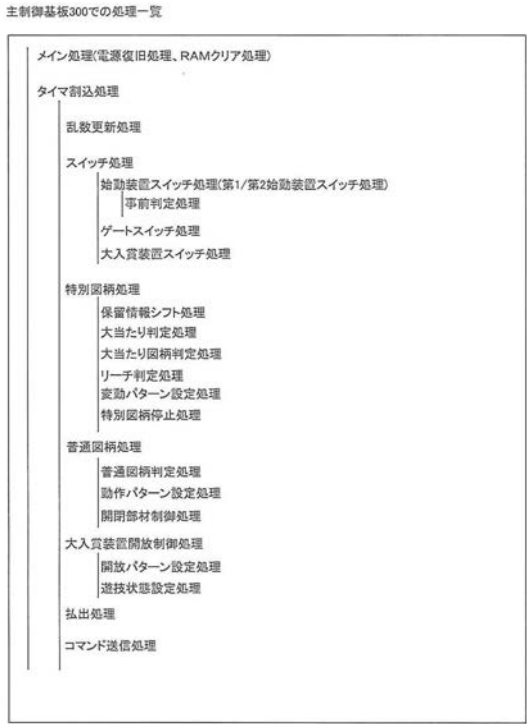 主制御基板300での処理一覧
メイン処理(電源復旧処理、RAMクリア処理)
タイマ割込処理
乱数更新処理
スイッチ処理
始動装置スイッチ処理(第1/第2始動装置スイッチ処理)
事前判定処理
ゲートスイッチ処理
大入賞装置スイッチ処理
特別図柄処理
保留情報シフト処理
大当たり判定処理
大当たり図柄判定処理
リーチ判定処理
変動パターン設定処理
特別図柄停止処理
普通図柄処理
普通図柄判定処理
動作パターン設定処理
開閉部材制御処理
大入賞装置開放制御処理
開放パターン設定処理
遊技状態設定処理
払出処理
コマンド送信処理